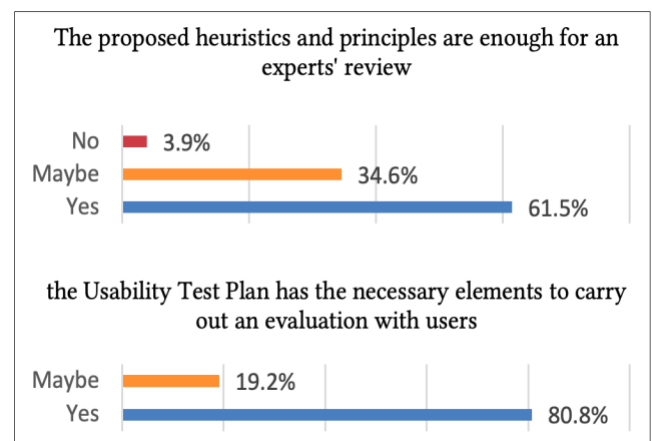 The proposed heuristics and principles are enough for an
experts' review
No 3.9%
Maybe 34.6%
Yes 61.5%
the Usability Test Plan has the necessary elements to carry
out an evaluation with users
Maybe 19.2%
Yes 80.8%